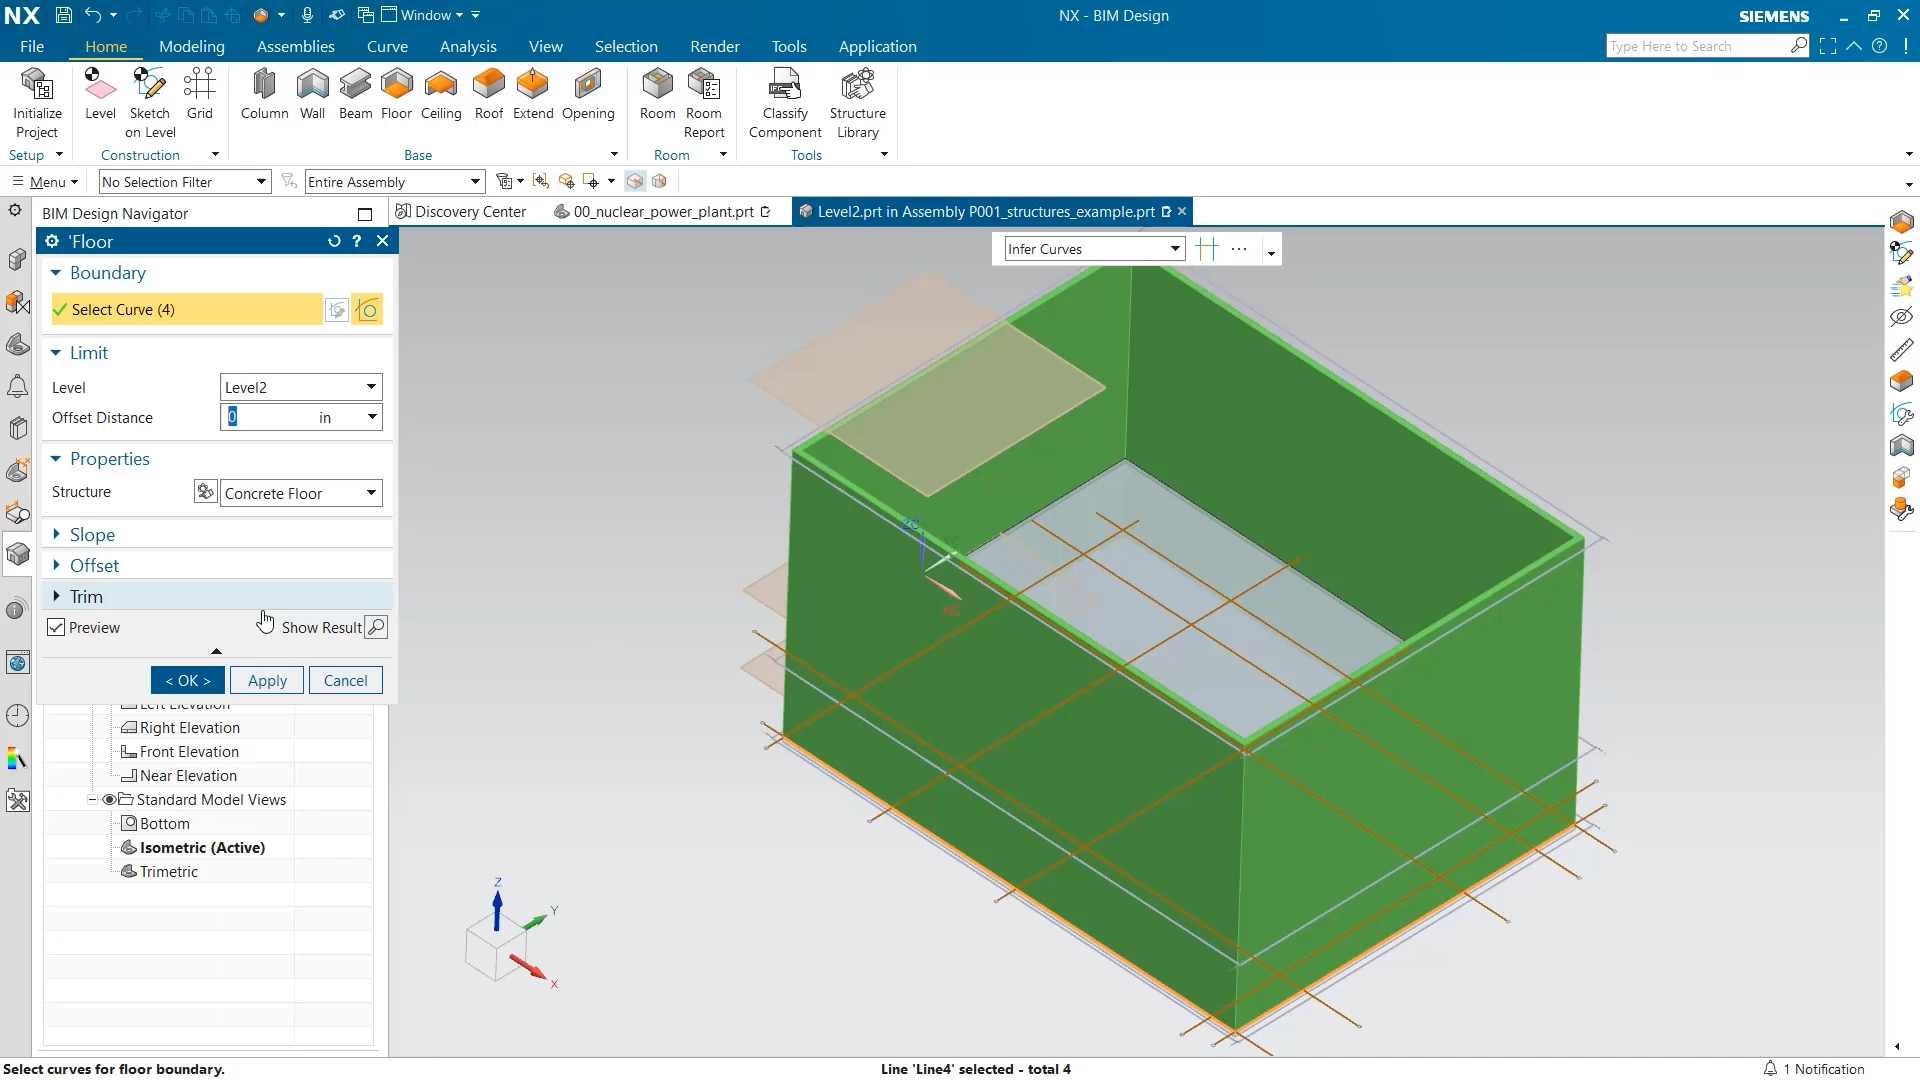 NX
Window
NX - BIM Design
SIEMENS
File
Home
Modeling
Assemblies
Curve
Analysis
View
Selection
Render
Tools
Application
Type Here to Search
Initialize
Project
Level
Sketch
on Level
Grid
Column
Wall
Beam
Floor
Ceiling
Roof
Extend
Opening
Room
Room
Report
Classify
Component
Structure
Library
Setup
Construction
Base
Room
Tools
Menu
No Selection Filter
Entire Assembly
BIM Design Navigator
Discovery Center
00_nuclear_power_plant.prt
Level2.prt in Assembly P001_structures_example.prt
'Floor
Infer Curves
Boundary
Select Curve (4)
Limit
Level
Level2
Offset Distance
0
in
Properties
Structure
Concrete Floor
Slope
Offset
Trim
Preview
Show Result
< OK >
Apply
Cancel
Left Elevation
Right Elevation
Front Elevation
Near Elevation
Standard Model Views
Bottom
Isometric (Active)
Trimetric
Z
Y
X
Select curves for floor boundary.
Line 'Line4' selected - total 4
1 Notification